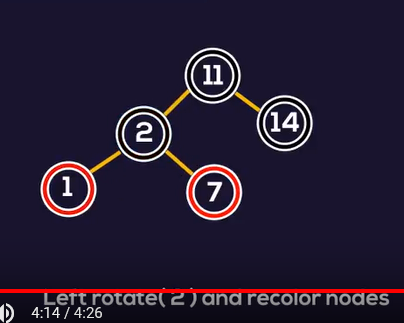 11
2
14
1
7
Left rotate( 2 ) and recolor nodes
4:14 / 4:26